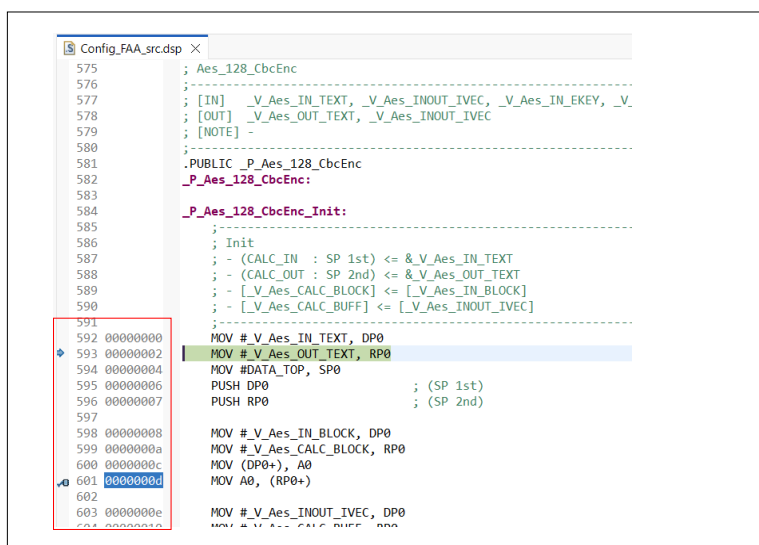 Config_FAA_src.dsp
575 ; Aes_128_CbcEnc
576 ;------------------------------------------------------------
577 ; [IN] _V_Aes_IN_TEXT, _V_Aes_INOUT_IVEC, _V_Aes_IN_EKEY, _V_
578 ; [OUT] _V_Aes_OUT_TEXT, _V_Aes_INOUT_IVEC
579 ; [NOTE] -
580 ;------------------------------------------------------------
581 .PUBLIC _P_Aes_128_CbcEnc
582 _P_Aes_128_CbcEnc:
583
584 _P_Aes_128_CbcEnc_Init:
585 ;--------------------------------------------------------
586 ; Init
587 ; - (CALC_IN : SP 1st) <= &_V_Aes_IN_TEXT
588 ; - (CALC_OUT : SP 2nd) <= &_V_Aes_OUT_TEXT
589 ; - [_V_Aes_CALC_BLOCK] <= [_V_Aes_IN_BLOCK]
590 ; - [_V_Aes_CALC_BUFF] <= [_V_Aes_INOUT_IVEC]
591 ;--------------------------------------------------------
592 00000000 MOV #_V_Aes_IN_TEXT, DP0
593 00000002 MOV #_V_Aes_OUT_TEXT, RP0
594 00000004 MOV #DATA_TOP, SP0
595 00000006 PUSH DP0 ; (SP 1st)
596 00000007 PUSH RP0 ; (SP 2nd)
597
598 00000008 MOV #_V_Aes_IN_BLOCK, DP0
599 0000000a MOV #_V_Aes_CALC_BLOCK, RP0
600 0000000c MOV (DP0+), A0
601 0000000d MOV A0, (RP0+)
602
603 0000000e MOV #_V_Aes_INOUT_IVEC, DP0
604 00000010 MOV #_V_Aes_CALC_BUFF, RP0